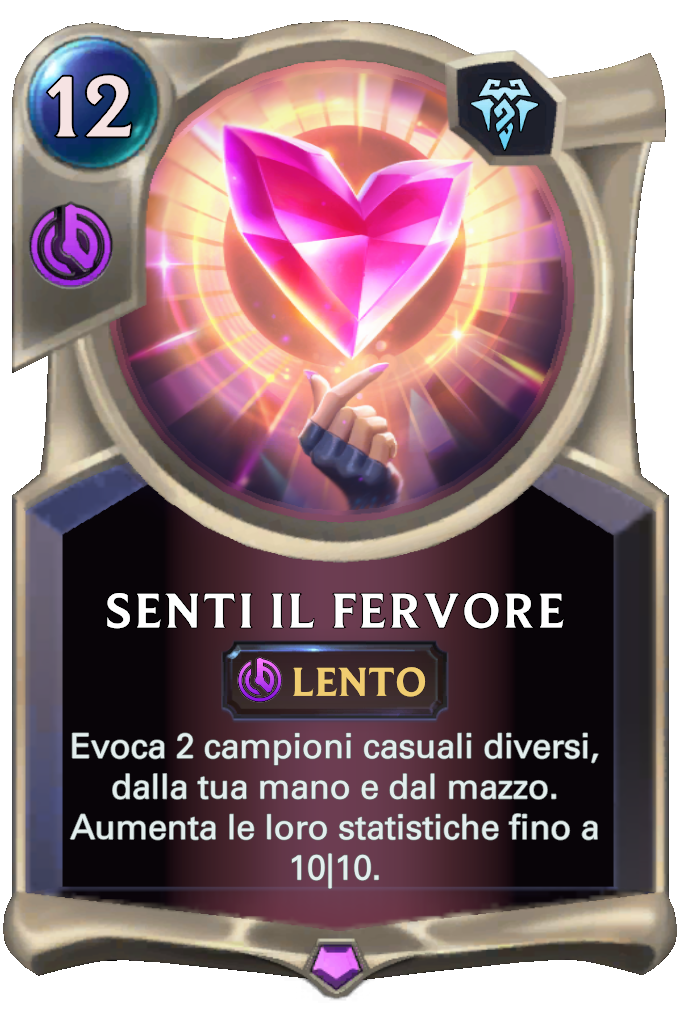 12
SENTI IL FERVORE
LENTO
Evoca 2 campioni casuali diversi,
dalla tua mano e dal mazzo.
Aumenta le loro statistiche fino a
10|10.